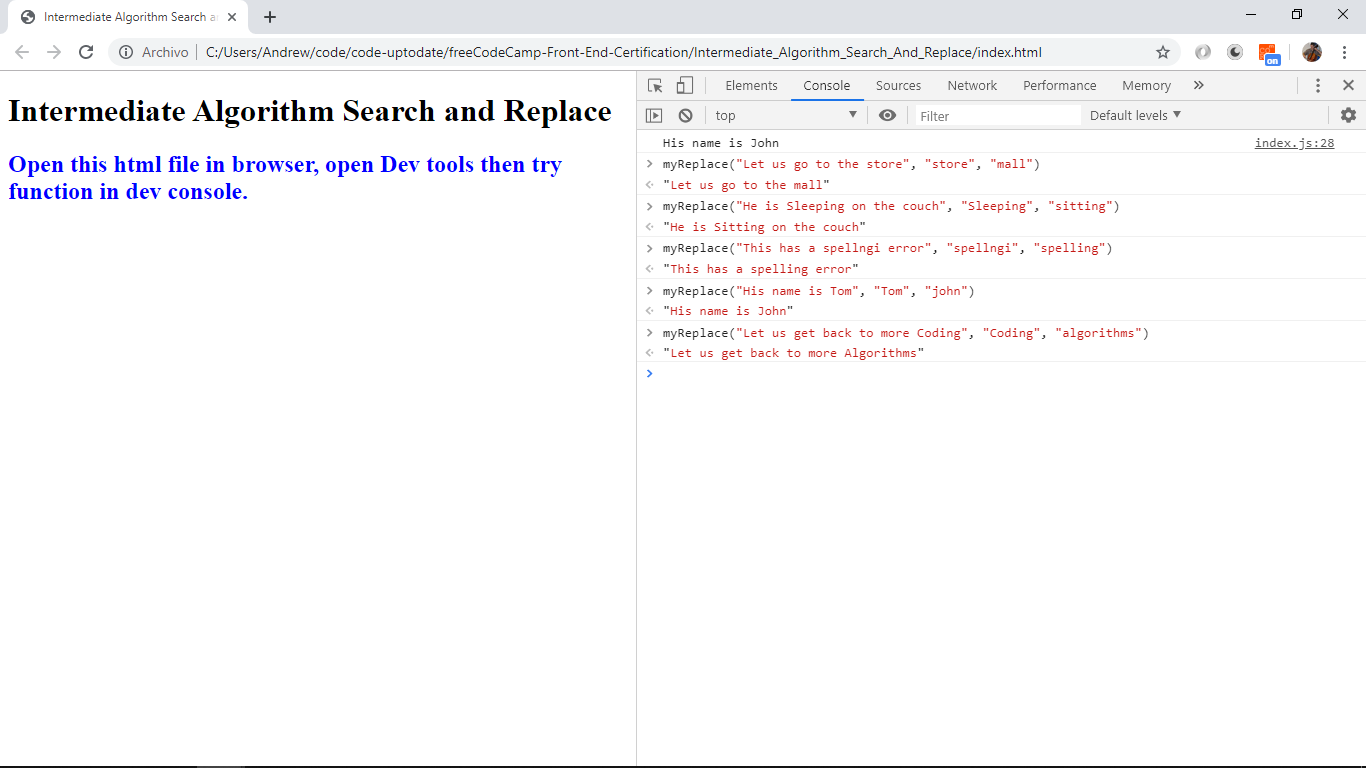 Intermediate Algorithm Search a
Archivo
C:/Users/Andrew/code/code-uptodate/freeCodeCamp-Front-End-Certification/Intermediate_Algorithm_Search_And_Replace/index.html
on
Intermediate Algorithm Search and Replace
Open this html file in browser, open Dev tools then try
function in dev console.
Elements Console Sources Network Performance Memory
top Filter Default levels
His name is John index.js:28
myReplace("Let us go to the store", "store", "mall")
"Let us go to the mall"
myReplace("He is Sleeping on the couch", "Sleeping", "sitting")
"He is Sitting on the couch"
myReplace("This has a spellngi error", "spellngi", "spelling")
"This has a spelling error"
myReplace("His name is Tom", "Tom", "john")
"His name is John"
myReplace("Let us get back to more Coding", "Coding", "algorithms")
"Let us get back to more Algorithms"